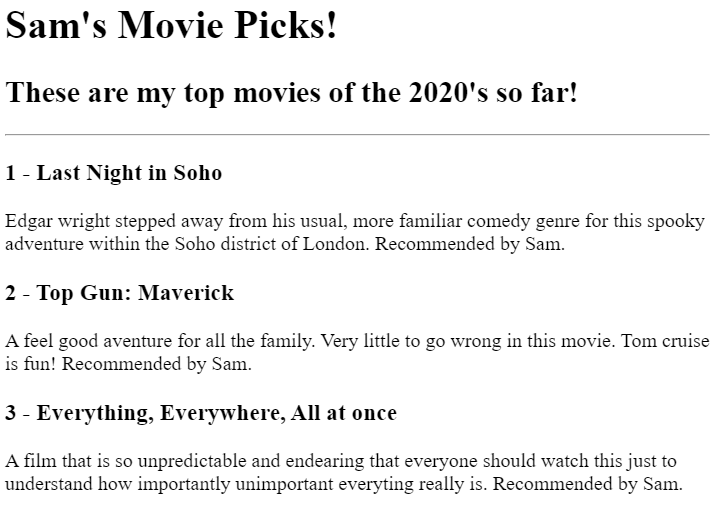 Sam's Movie Picks!
These are my top movies of the 2020's so far!
1 - Last Night in Soho
Edgar wright stepped away from his usual, more familiar comedy genre for this spooky
adventure within the Soho district of London. Recommended by Sam.
2 - Top Gun: Maverick
A feel good aventure for all the family. Very little to go wrong in this movie. Tom cruise
is fun! Recommended by Sam.
3 - Everything, Everywhere, All at once
A film that is so unpredictable and endearing that everyone should watch this just to
understand how importantly unimportant everyting really is. Recommended by Sam.